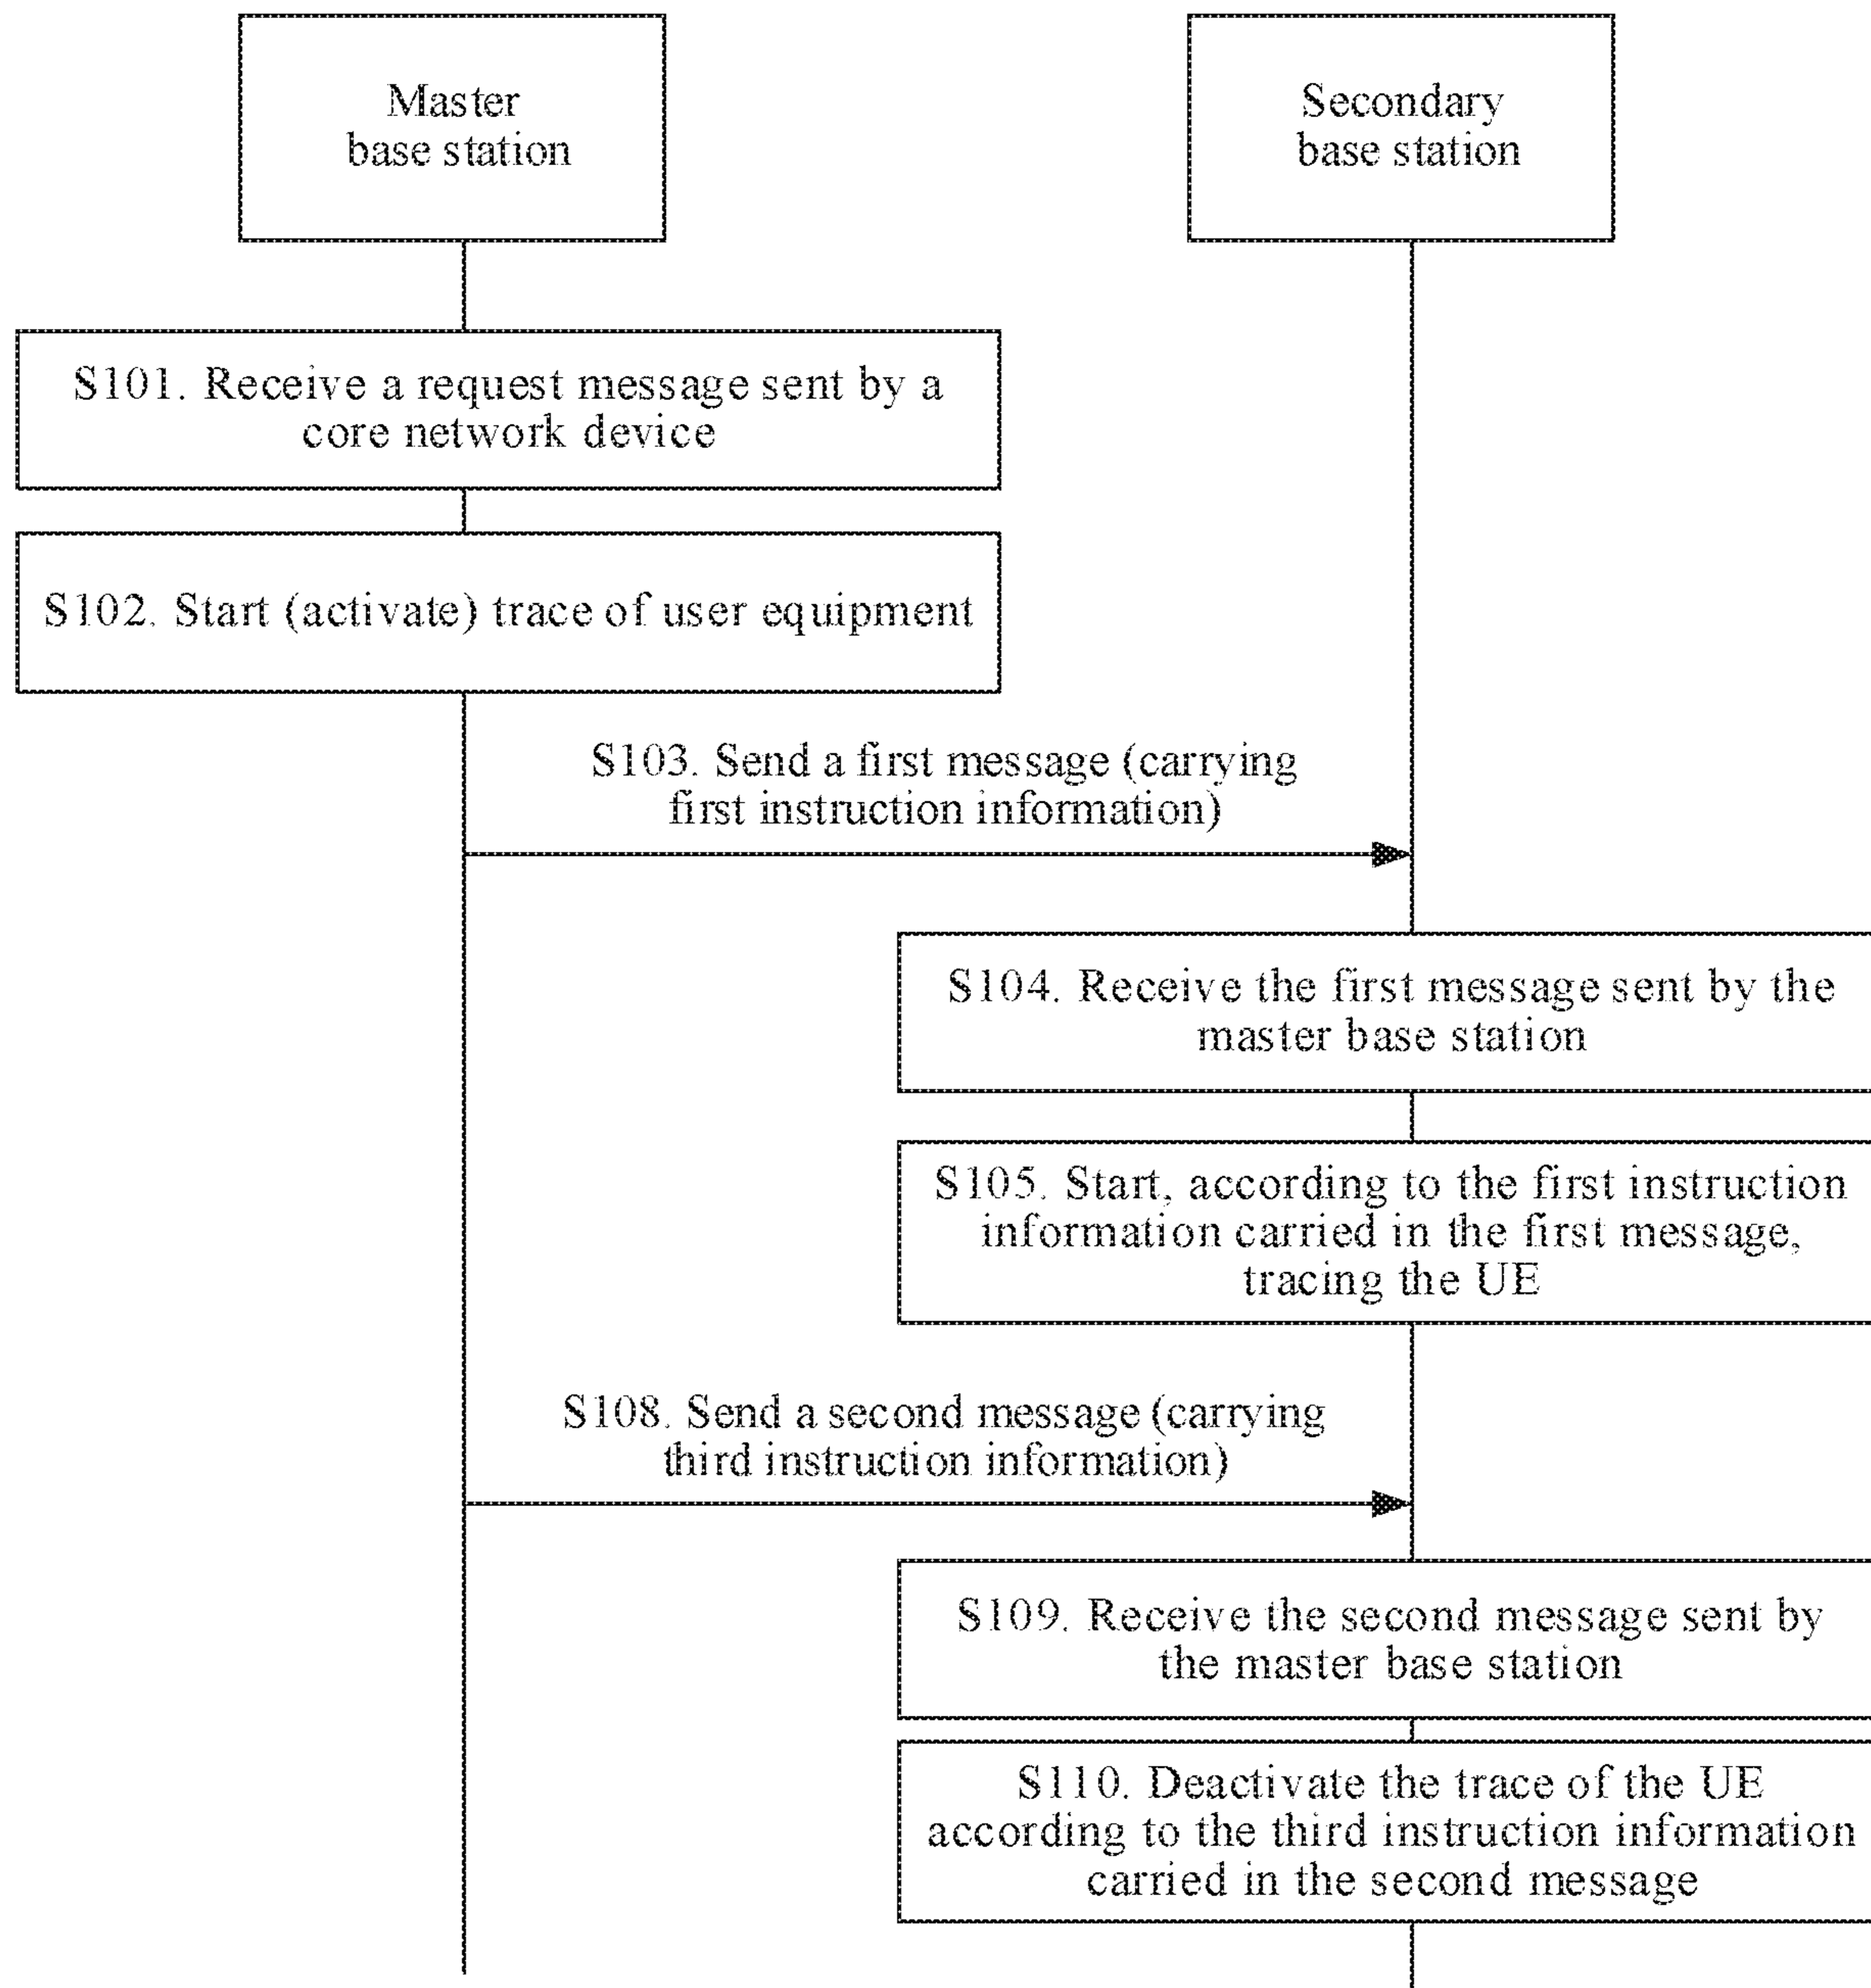 Master
base station
Secondary
base station
S101. Receive a request message sent by a
core network device
S102. Start (activate) trace of user equipment
S103. Send a first message (carrying
first instruction information)
S104. Receive the first message sent by the
master base station
S105. Start, according to the first instruction
information carried in the first message,
tracing the UE
S108. Send a second message (carrying
third instruction information)
S109. Receive the second message sent by
the master base station
S110. Deactivate the trace of the UE
according to the third instruction information
carried in the second message